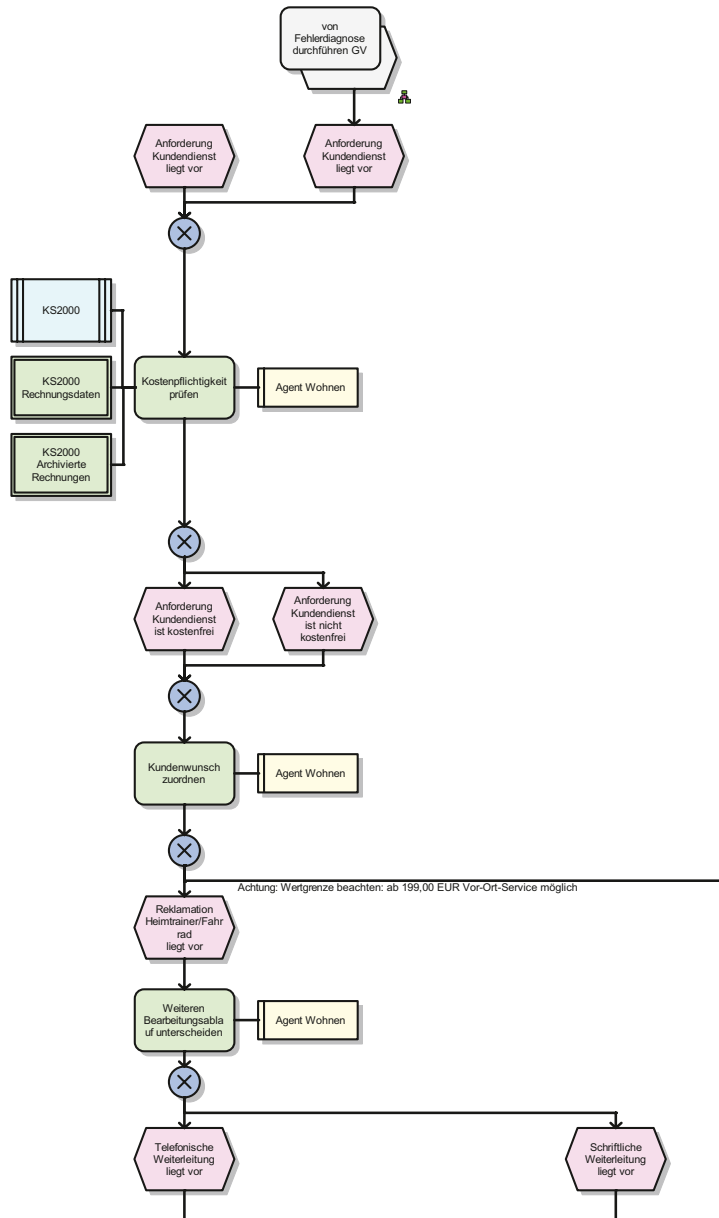 von
Fehlerdiagnose
durchführen GV
Anforderung
Kundendienst
liegt vor
Anforderung
Kundendienst
liegt vor
KS2000
KS2000
Rechnungsdaten
KS2000
Archivierte
Rechnungen
Kostenpflichtigkeit
prüfen
Agent Wohnen
Anforderung
Kundendienst
ist kostenfrei
Anforderung
Kundendienst
ist nicht
kostenfrei
Kundenwunsch
zuordnen
Agent Wohnen
Achtung: Wertgrenze beachten: ab 199,00 EUR Vor-Ort-Service möglich
Reklamation
Heimtrainer/Fahr
rad
liegt vor
Weiteren
Bearbeitungsabla
uf unterscheiden
Agent Wohnen
Telefonische
Weiterleitung
liegt vor
Schriftliche
Weiterleitung
liegt vor